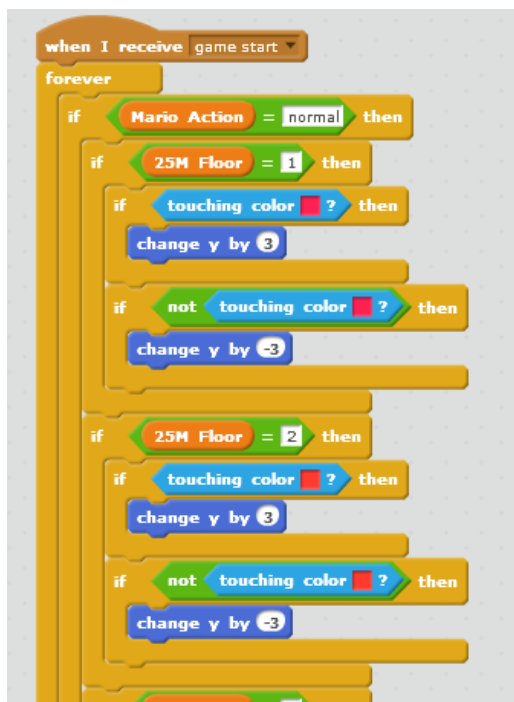 when I receive game start
forever
if Mario Action = normal then
if 25M Floor = 1 then
if touching color ? then
change y by 3
if not touching color ? then
change y by -3
if 25M Floor = 2 then
if touching color ? then
change y by 3
if not touching color ? then
change y by -3